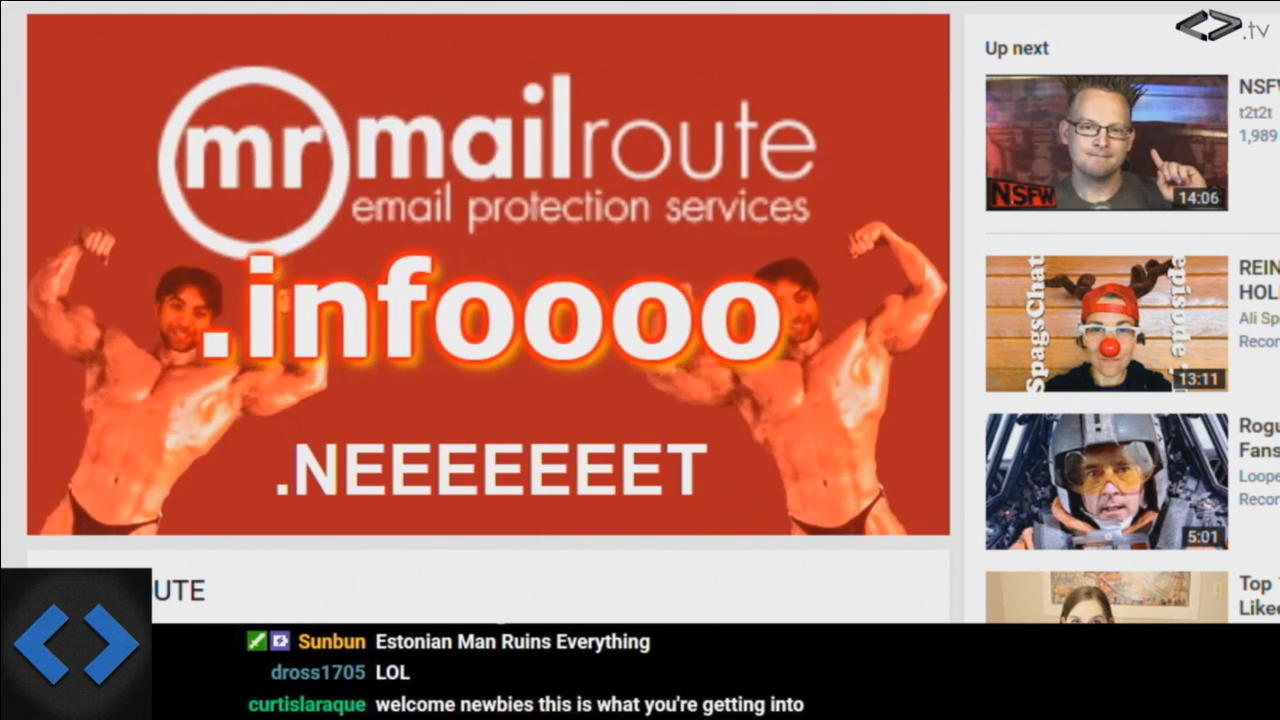 mr mailroute
email protection services
.infoooo
.NEEEEEEET
UTE
.tv
Up next
t2t2t
1,989
NSFW
14:06
REIN
Ali Sp
Recor
SpagsChat
13:11
Rogu
Fans
Loope
Recor
5:01
Top
Like
Sunbun Estonian Man Ruins Everything
dross1705 LOL
curtislaraque welcome newbies this is what you're getting into